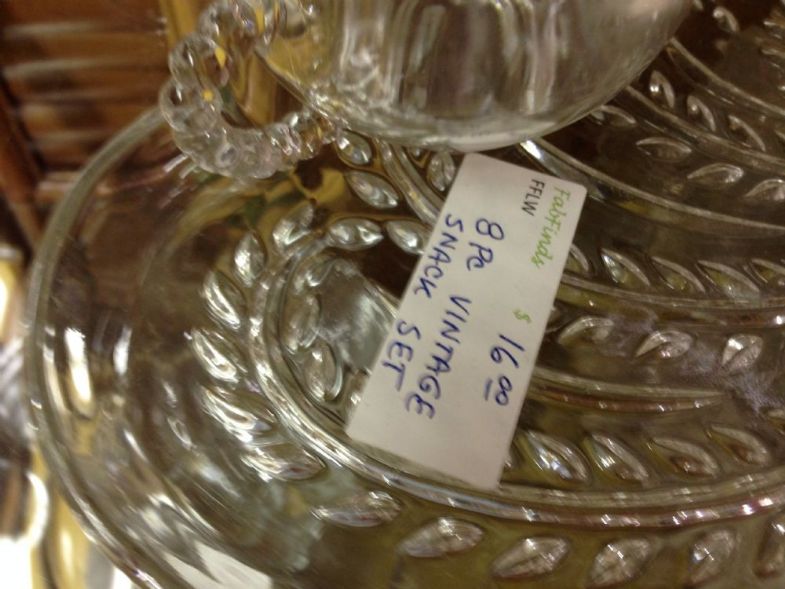 FabFinds
FFLW $ 16.00
8 Pc VINTAGE
SNACK SET